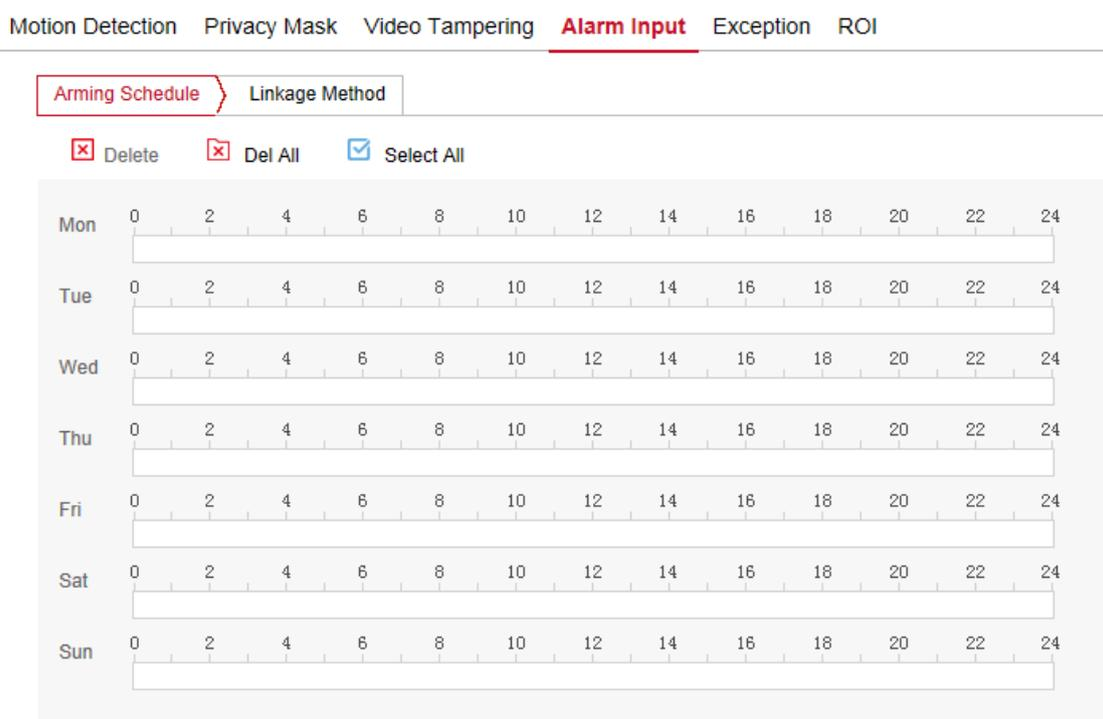 Motion Detection Privacy Mask Video Tampering Alarm Input Exception ROI
Arming Schedule Linkage Method
Delete Del All Select All
Mon 0 2 4 6 8 10 12 14 16 18 20 22 24
Tue 0 2 4 6 8 10 12 14 16 18 20 22 24
Wed 0 2 4 6 8 10 12 14 16 18 20 22 24
Thu 0 2 4 6 8 10 12 14 16 18 20 22 24
Fri 0 2 4 6 8 10 12 14 16 18 20 22 24
Sat 0 2 4 6 8 10 12 14 16 18 20 22 24
Sun 0 2 4 6 8 10 12 14 16 18 20 22 24